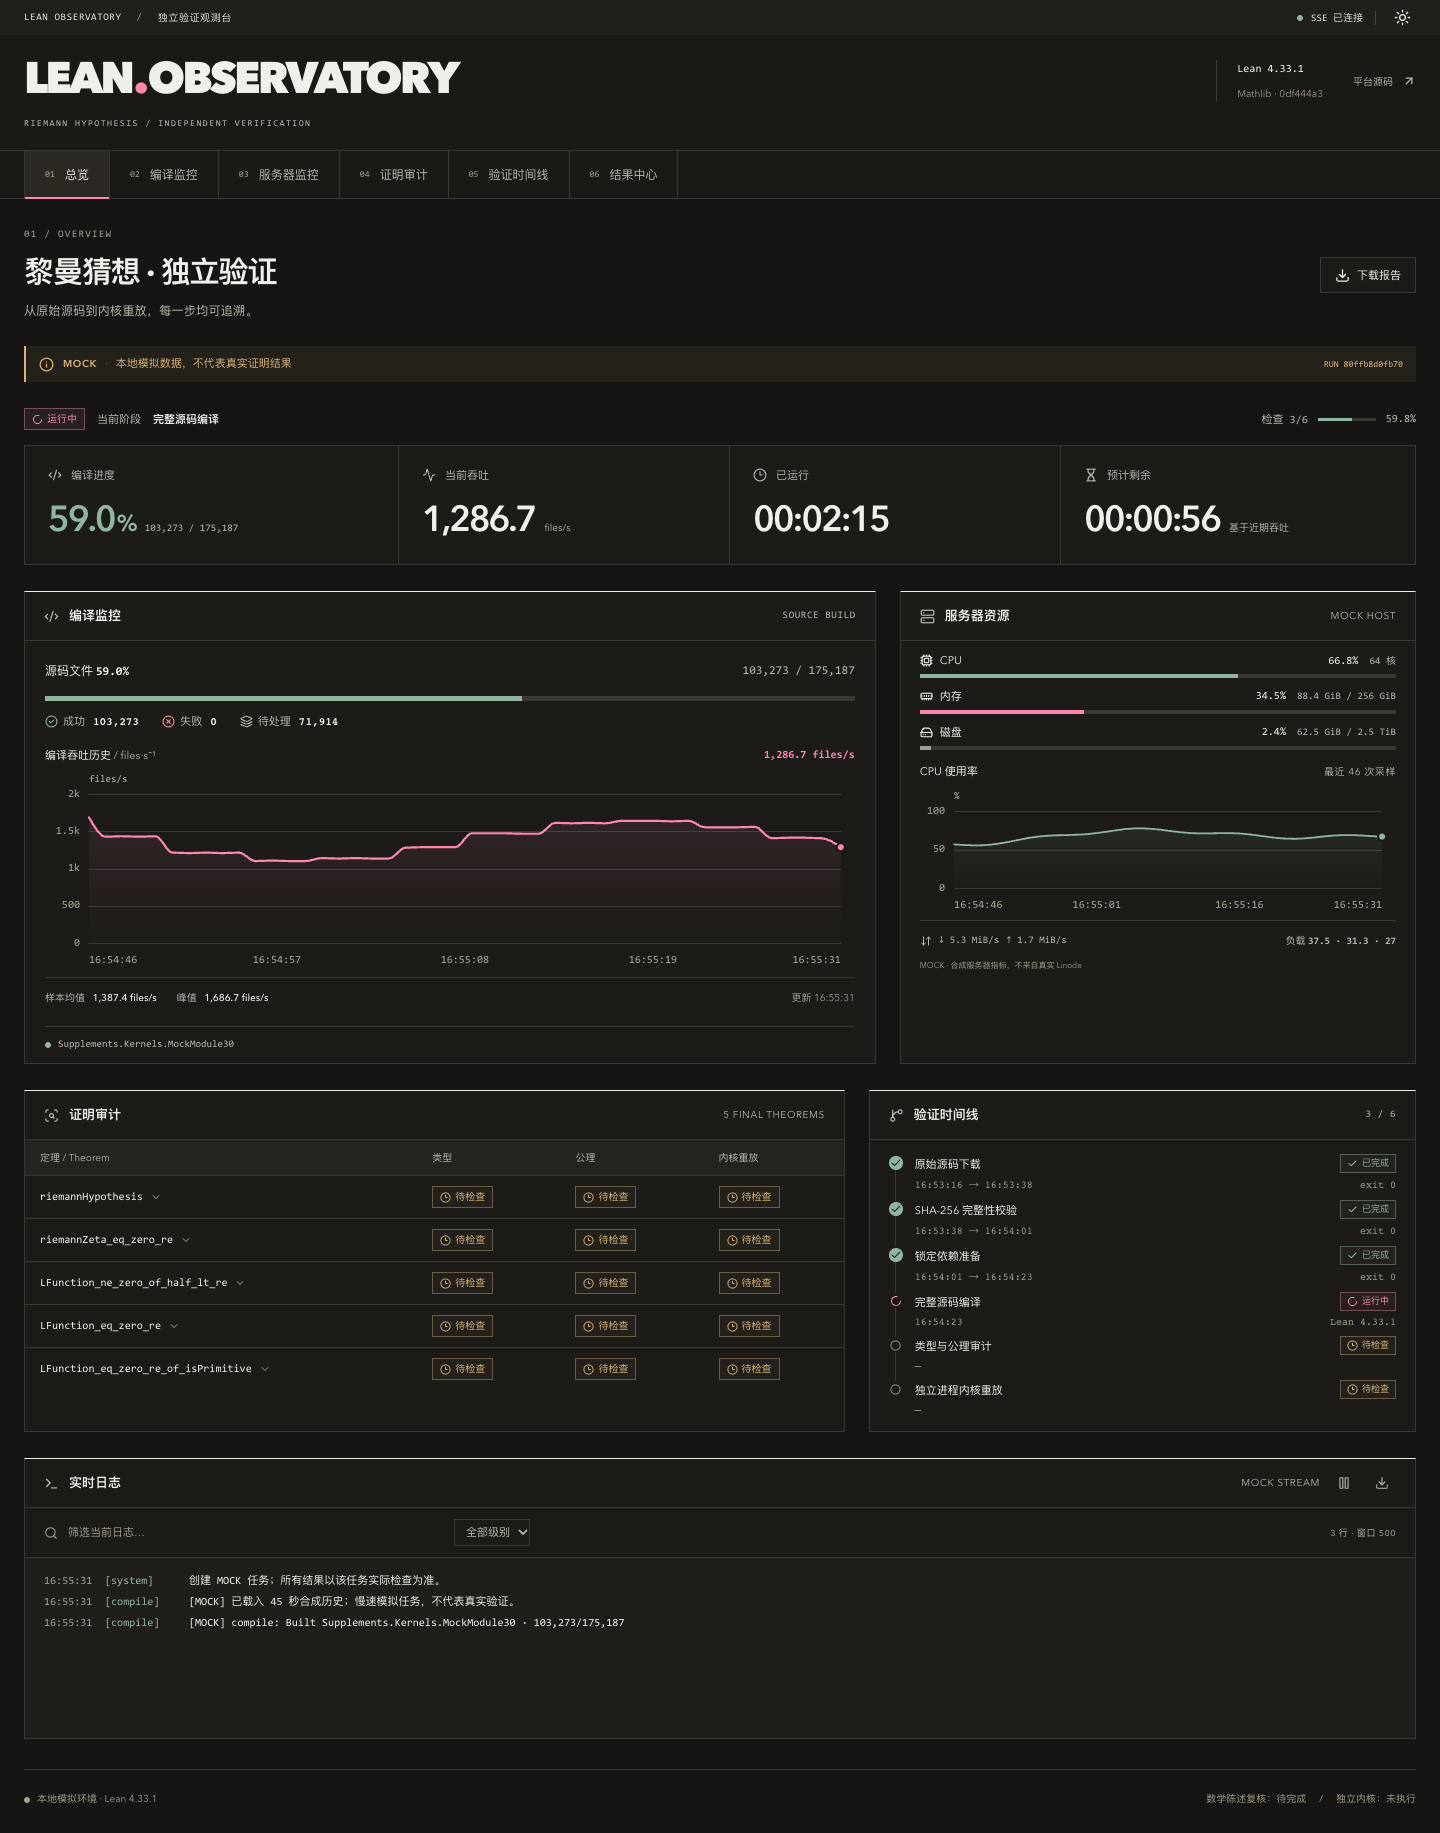 LEAN OBSERVATORY / 独立验证观测台
SSE 已连接
LEAN.OBSERVATORY
RIEMANN HYPOTHESIS / INDEPENDENT VERIFICATION
Lean 4.33.1
Mathlib · 0df444a3
平台源码
01 总览
02 编译监控
03 服务器监控
04 证明审计
05 验证时间线
06 结果中心
01 / OVERVIEW
黎曼猜想 · 独立验证
从原始源码到内核重放，每一步均可追溯。
下载报告
MOCK · 本地模拟数据，不代表真实证明结果
RUN 80ffb8d0fb70
运行中 当前阶段 完整源码编译
检查 3/6 59.8%
编译进度
59.0% 103,273 / 175,187
当前吞吐
1,286.7 files/s
已运行
00:02:15
预计剩余
00:00:56 基于近期吞吐
编译监控
SOURCE BUILD
源码文件 59.0%
103,273 / 175,187
成功 103,273 失败 0 待处理 71,914
编译吞吐历史 / files·s⁻¹
1,286.7 files/s
files/s
2k
1.5k
1k
500
0
16:54:46 16:54:57 16:55:08 16:55:19 16:55:31
样本均值 1,387.4 files/s 峰值 1,686.7 files/s
更新 16:55:31
Supplements.Kernels.MockModule30
服务器资源
MOCK HOST
CPU 66.8% 64 核
内存 34.5% 88.4 GiB / 256 GiB
磁盘 2.4% 62.5 GiB / 2.5 TiB
CPU 使用率
最近 46 次采样
%
100
50
0
16:54:46 16:55:01 16:55:16 16:55:31
↓ 5.3 MiB/s ↑ 1.7 MiB/s
负载 37.5 · 31.3 · 27
MOCK · 合成服务器指标，不来自真实 Linode
证明审计
5 FINAL THEOREMS
定理 / Theorem 类型 公理 内核重放
riemannHypothesis 待检查 待检查 待检查
riemannZeta_eq_zero_re 待检查 待检查 待检查
LFunction_ne_zero_of_half_lt_re 待检查 待检查 待检查
LFunction_eq_zero_re 待检查 待检查 待检查
LFunction_eq_zero_re_of_isPrimitive 待检查 待检查 待检查
验证时间线
3 / 6
原始源码下载 已完成
16:53:16 → 16:53:38 exit 0
SHA-256 完整性校验 已完成
16:53:38 → 16:54:01 exit 0
锁定依赖准备 已完成
16:54:01 → 16:54:23 exit 0
完整源码编译 运行中
16:54:23 Lean 4.33.1
类型与公理审计 待检查
—
独立进程内核重放 待检查
—
实时日志
MOCK STREAM
筛选当前日志...
全部级别
3 行 · 窗口 500
16:55:31 [system] 创建 MOCK 任务；所有结果以该任务实际检查为准。
16:55:31 [compile] [MOCK] 已载入 45 秒合成历史；慢速模拟任务，不代表真实验证。
16:55:31 [compile] [MOCK] compile: Built Supplements.Kernels.MockModule30 · 103,273/175,187
本地模拟环境 · Lean 4.33.1
数学陈述复核：待完成 / 独立内核：未执行